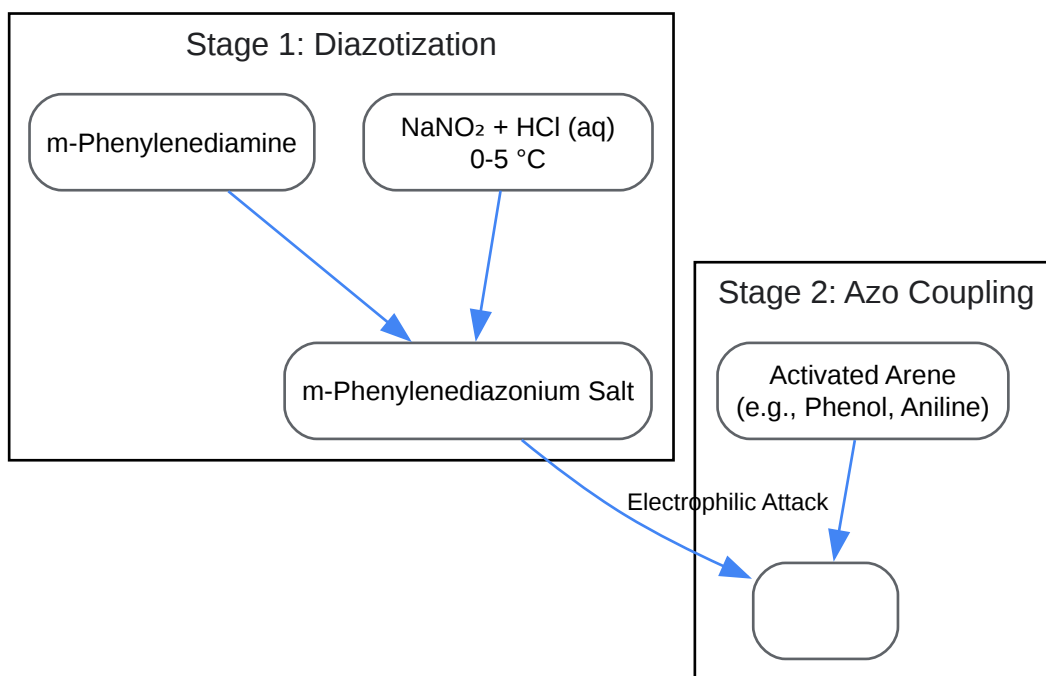 Stage 1: Diazotization
m-Phenylenediamine
NaNO₂ + HCl (aq)
0-5 °C
m-Phenylenediazonium Salt
Stage 2: Azo Coupling
Activated Arene
(e.g., Phenol, Aniline)
Electrophilic Attack